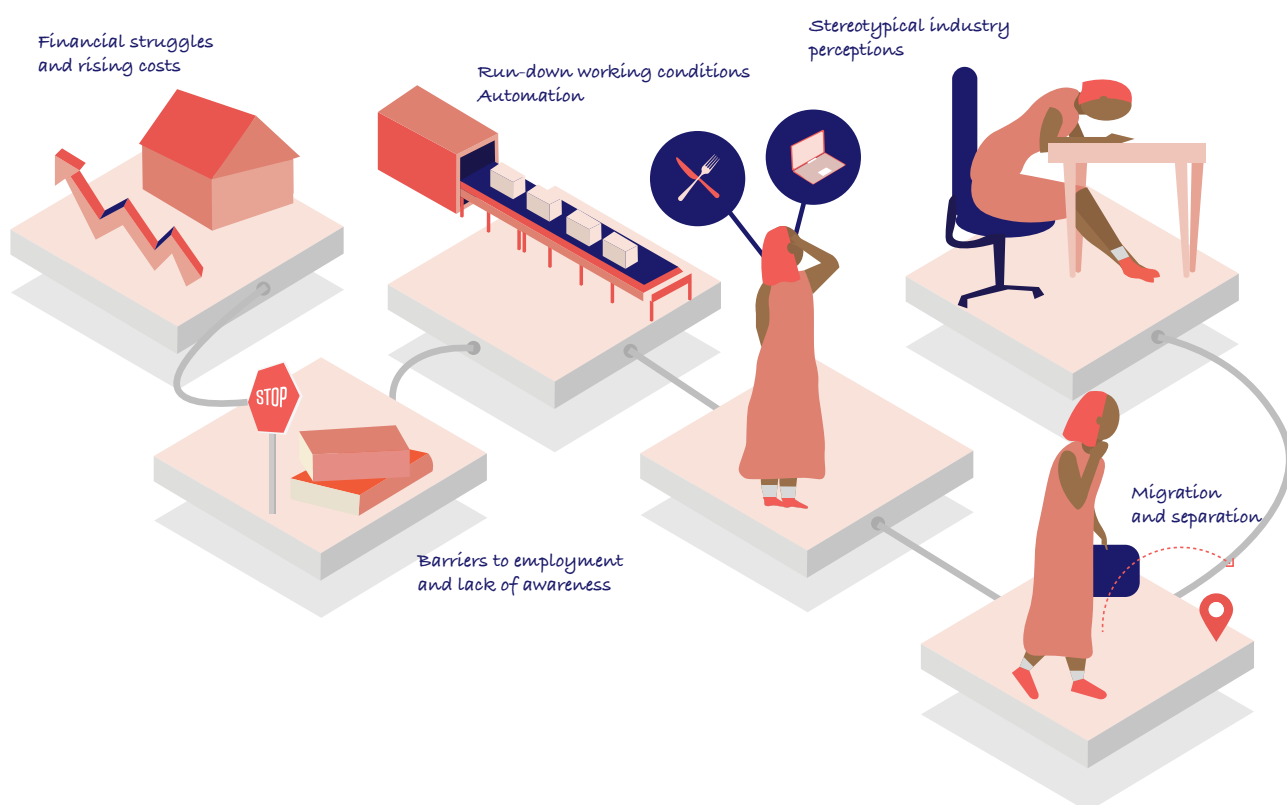 Financial struggles
and rising costs
Run-down working conditions
Automation
Stereotypical industry
perceptions
STOP
Barriers to employment
and lack of awareness
Migration
and separation